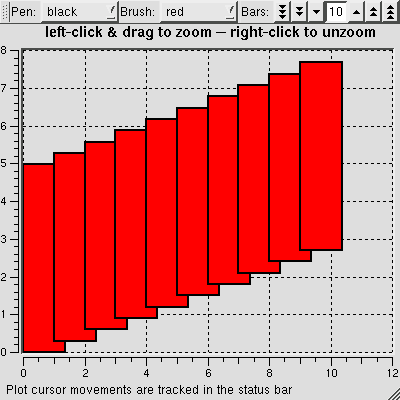 Pen: black Brush: red Bars: 10
left-click & drag to zoom — right-click to unzoom
8
7
6
5
4
3
2
1
0
0 2 4 6 8 10 12
Plot cursor movements are tracked in the status bar